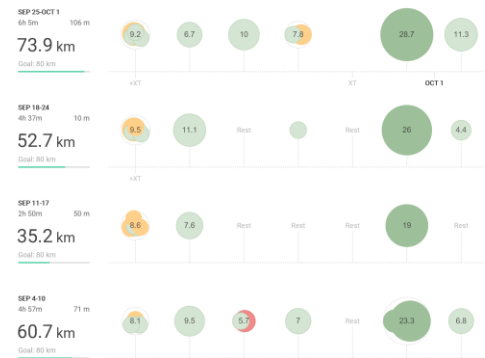 SEP 25-OCT 1
6h 5m 106 m
73.9 km
Goal: 80 km
9.2 6.7 10 7.8 28.7 11.3
+XT XT OCT 1
SEP 18-24
4h 37m 10 m
52.7 km
Goal: 80 km
9.5 11.1 Rest Rest 26 4.4
+XT
SEP 11-17
2h 50m 50 m
35.2 km
Goal: 80 km
8.6 7.6 Rest Rest Rest 19 Rest
SEP 4-10
4h 57m 71 m
60.7 km
Goal: 80 km
8.1 9.5 5.7 7 Rest 23.3 6.8